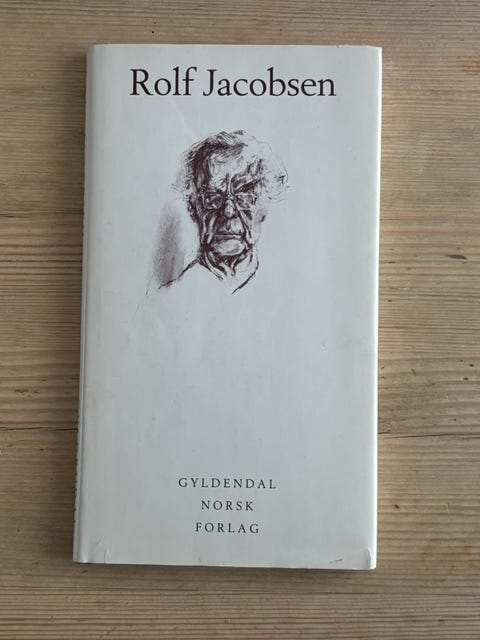 Rolf Jacobsen
GYLDENDAL
NORSK
FORLAG